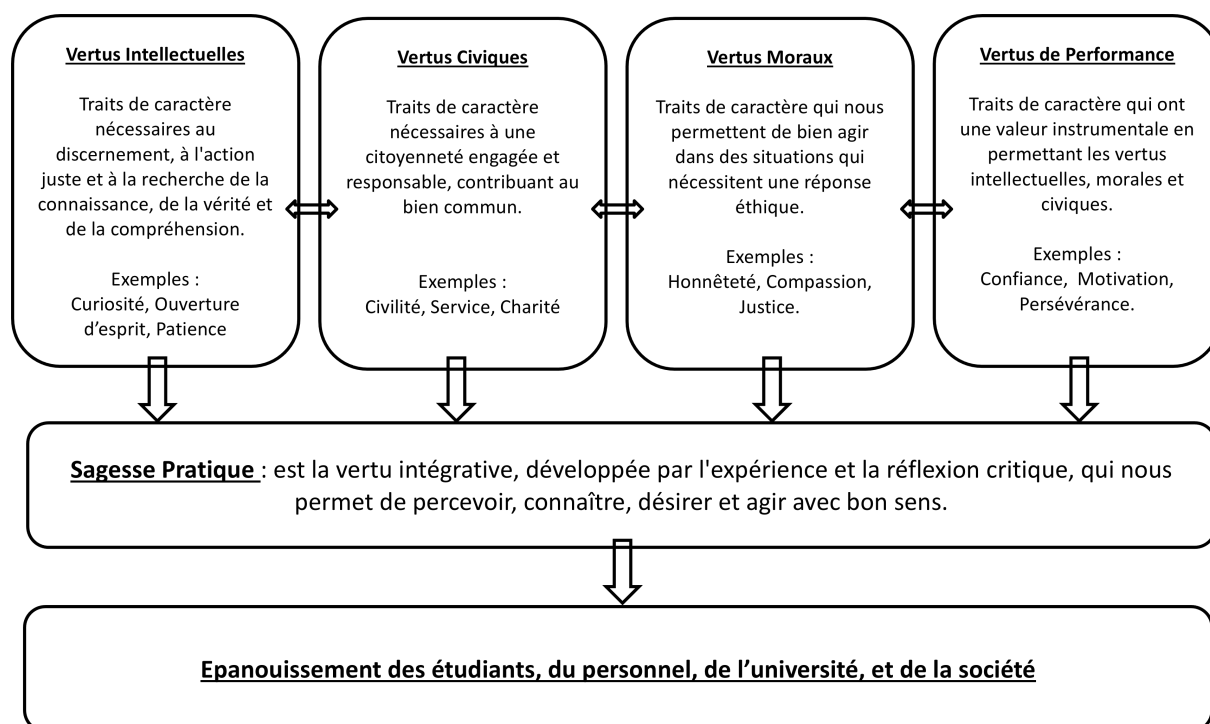 Vertus Intellectuelles
Traits de caractère
nécessaires au
discernement, à l'action
juste et à la recherche de la
connaissance, de la vérité et
de la compréhension.
Exemples :
Curiosité, Ouverture
d’esprit, Patience
Vertus Civiques
Traits de caractère
nécessaires à une
citoyenneté engagée et
responsable, contribuant au
bien commun.
Exemples :
Civilité, Service, Charité
Vertus Moraux
Traits de caractère qui nous
permettent de bien agir
dans des situations qui
nécessitent une réponse
éthique.
Exemples :
Honnêteté, Compassion,
Justice.
Vertus de Performance
Traits de caractère qui ont
une valeur instrumentale en
permettant les vertus
intellectuelles, morales et
civiques.
Exemples :
Confiance, Motivation,
Persévérance.
Sagesse Pratique : est la vertu intégrative, développée par l'expérience et la réflexion critique, qui nous
permet de percevoir, connaître, désirer et agir avec bon sens.
Epanouissement des étudiants, du personnel, de l’université, et de la société